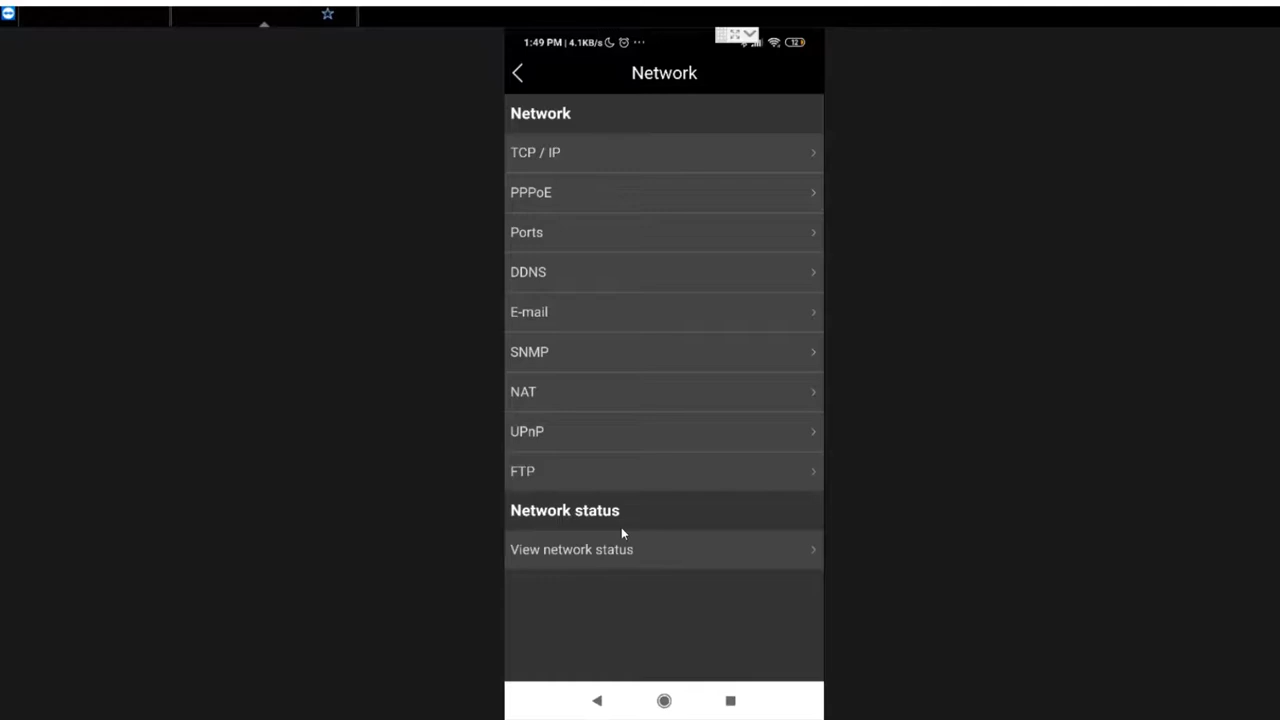 1:49 PM | 4.1KB/s ...
12
Network
Network
TCP / IP
PPPoE
Ports
DDNS
E-mail
SNMP
NAT
UPnP
FTP
Network status
View network status